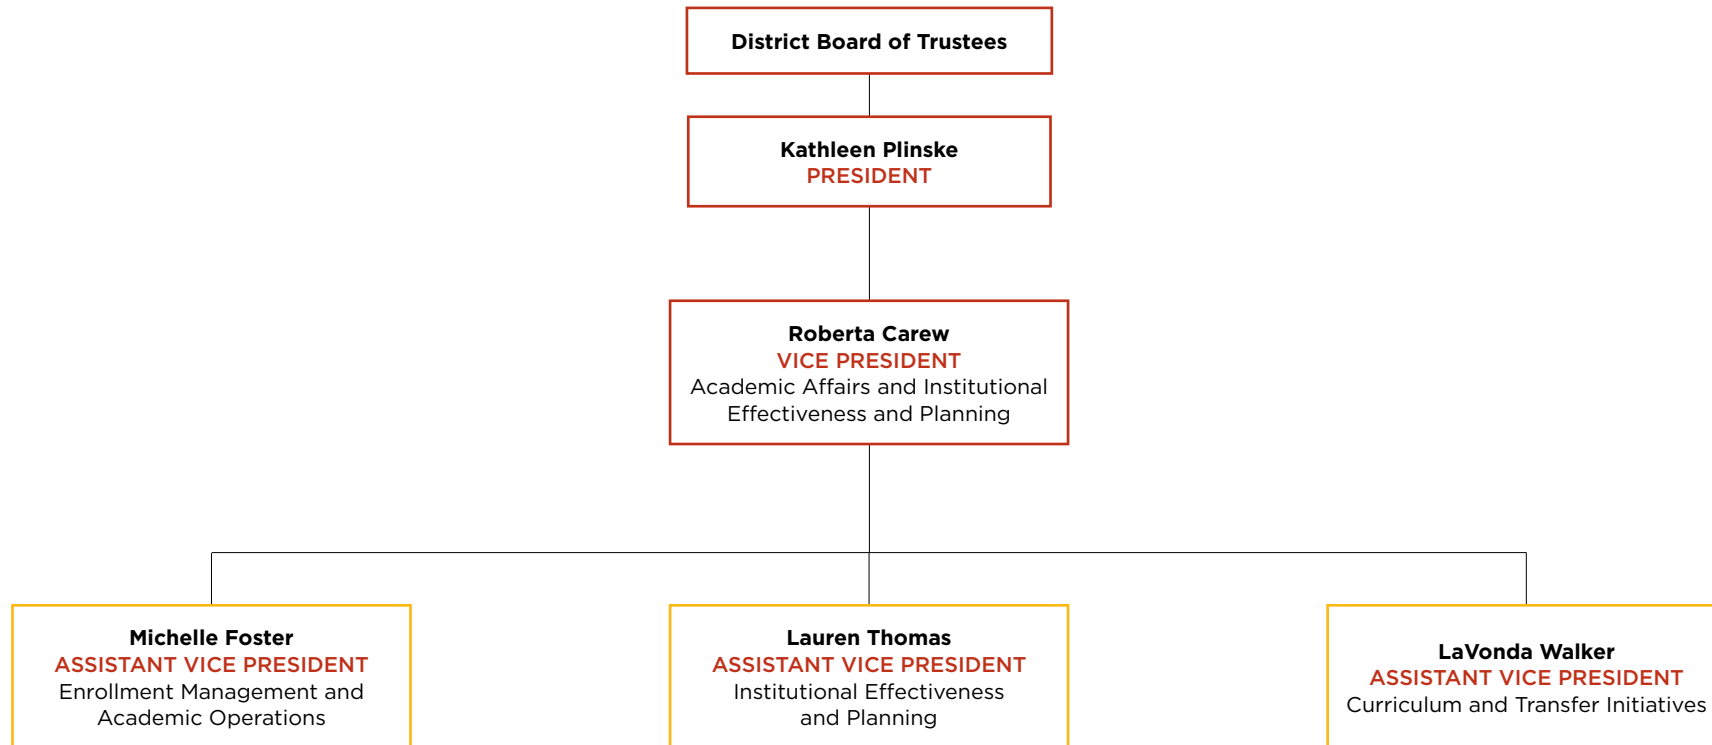 District Board of Trustees
Kathleen Plinske
PRESIDENT
Roberta Carew
VICE PRESIDENT
Academic Affairs and Institutional
Effectiveness and Planning
Michelle Foster
ASSISTANT VICE PRESIDENT
Enrollment Management and
Academic Operations
Lauren Thomas
ASSISTANT VICE PRESIDENT
Institutional Effectiveness
and Planning
LaVonda Walker
ASSISTANT VICE PRESIDENT
Curriculum and Transfer Initiatives